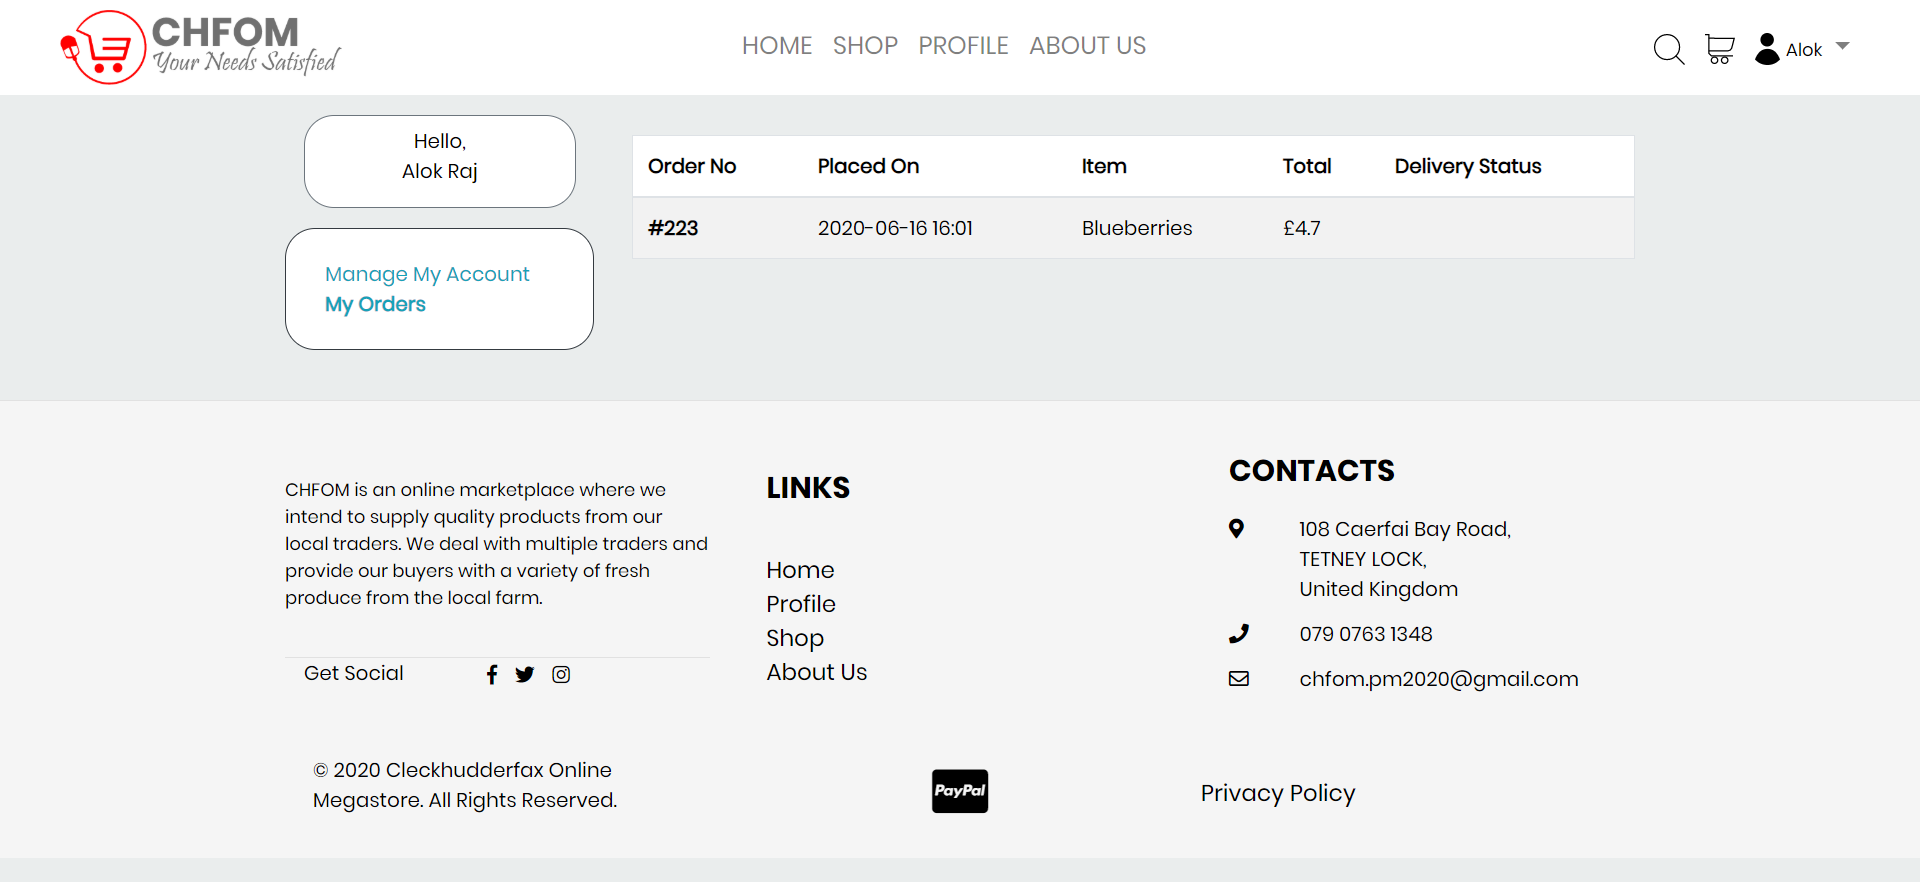 CHFOM
Your Needs Satisfied
HOME SHOP PROFILE ABOUT US
Alok
Hello,
Alok Raj
Manage My Account
My Orders
Order No Placed On Item Total Delivery Status
#223 2020-06-16 16:01 Blueberries £4.7
CHFOM is an online marketplace where we
intend to supply quality products from our
local traders. We deal with multiple traders and
provide our buyers with a variety of fresh
produce from the local farm.
Get Social
LINKS
Home
Profile
Shop
About Us
CONTACTS
108 Caerfai Bay Road,
TETNEY LOCK,
United Kingdom
079 0763 1348
chfom.pm2020@gmail.com
© 2020 Cleckhudderfax Online
Megastore. All Rights Reserved.
PayPal
Privacy Policy